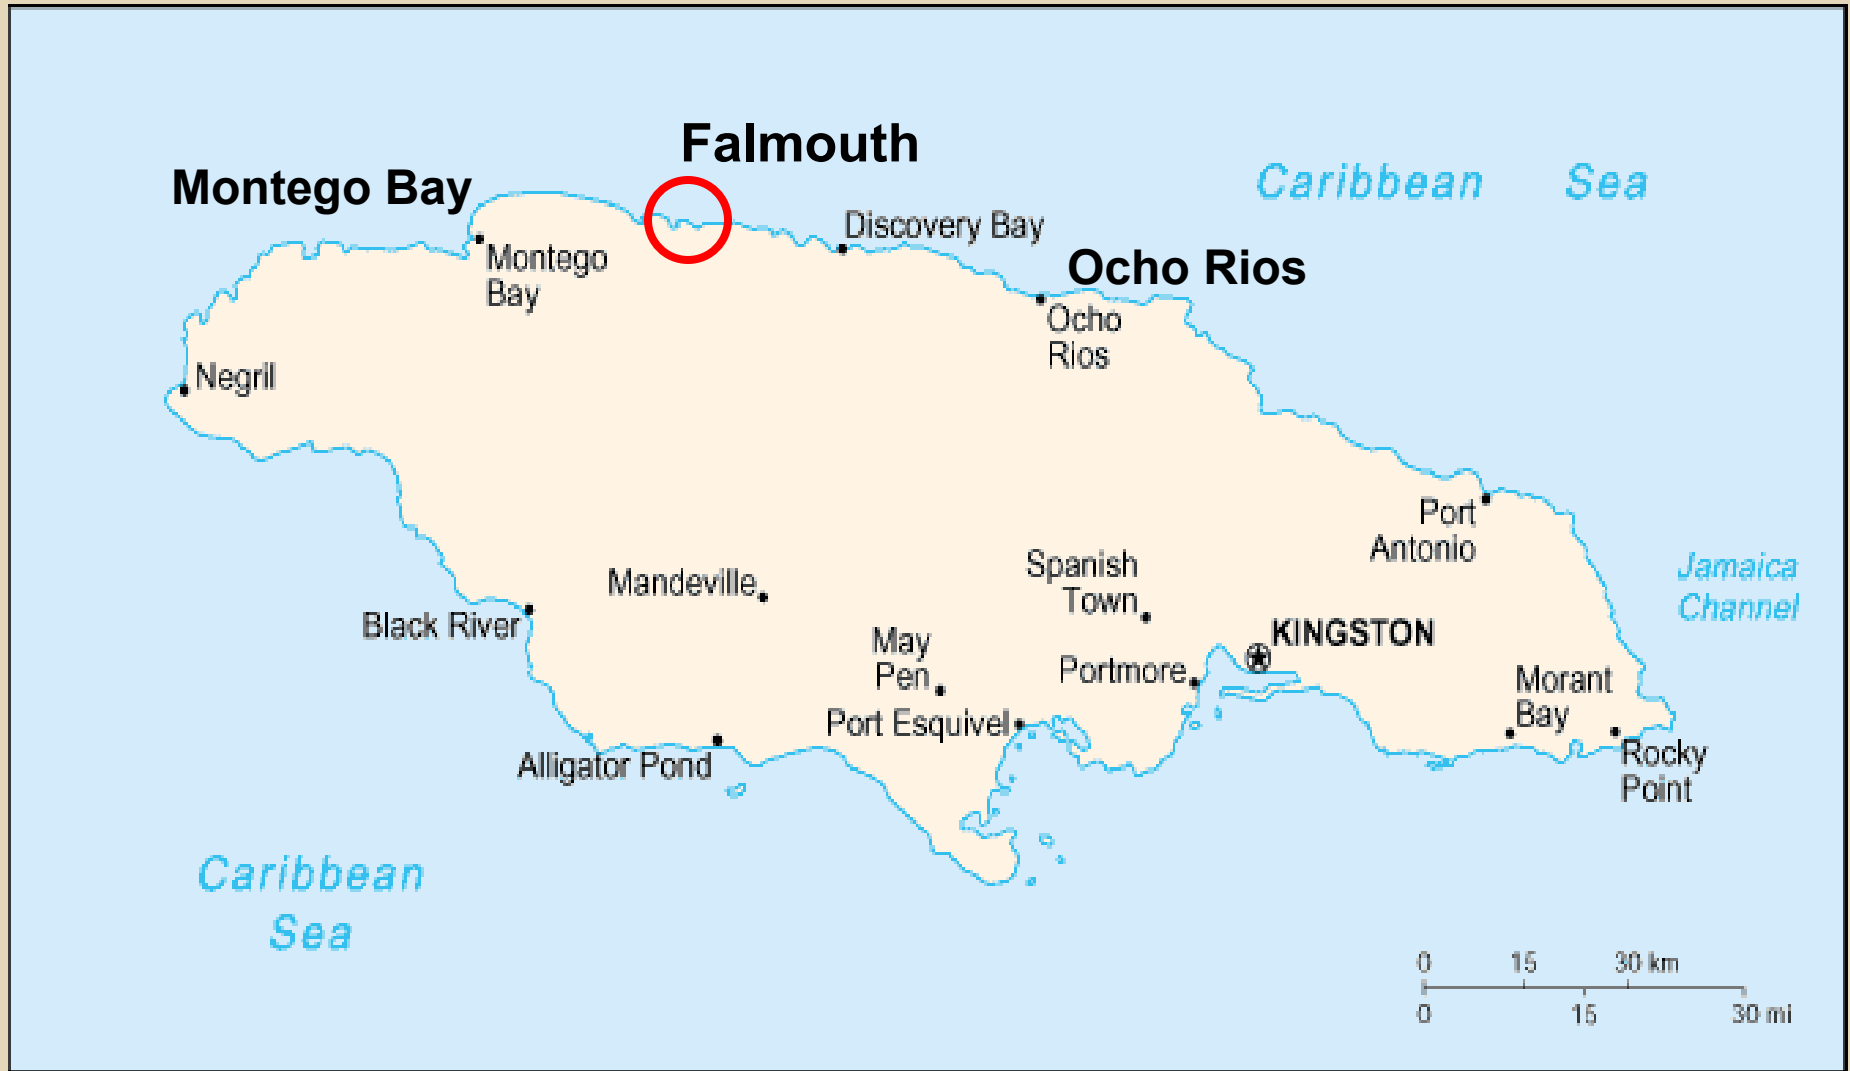 Falmouth
Montego Bay
Caribbean Sea
Discovery Bay
Montego
Bay
Ocho Rios
Ocho
Rios
Negril
Port
Antonio
Spanish
Town
Jamaica
Channel
Mandeville
Black River
May
Pen
KINGSTON
Portmore
Morant
Bay
Port Esquivel
Alligator Pond
Rocky
Point
Caribbean
Sea
0 15 30 km
0 15 30 mi